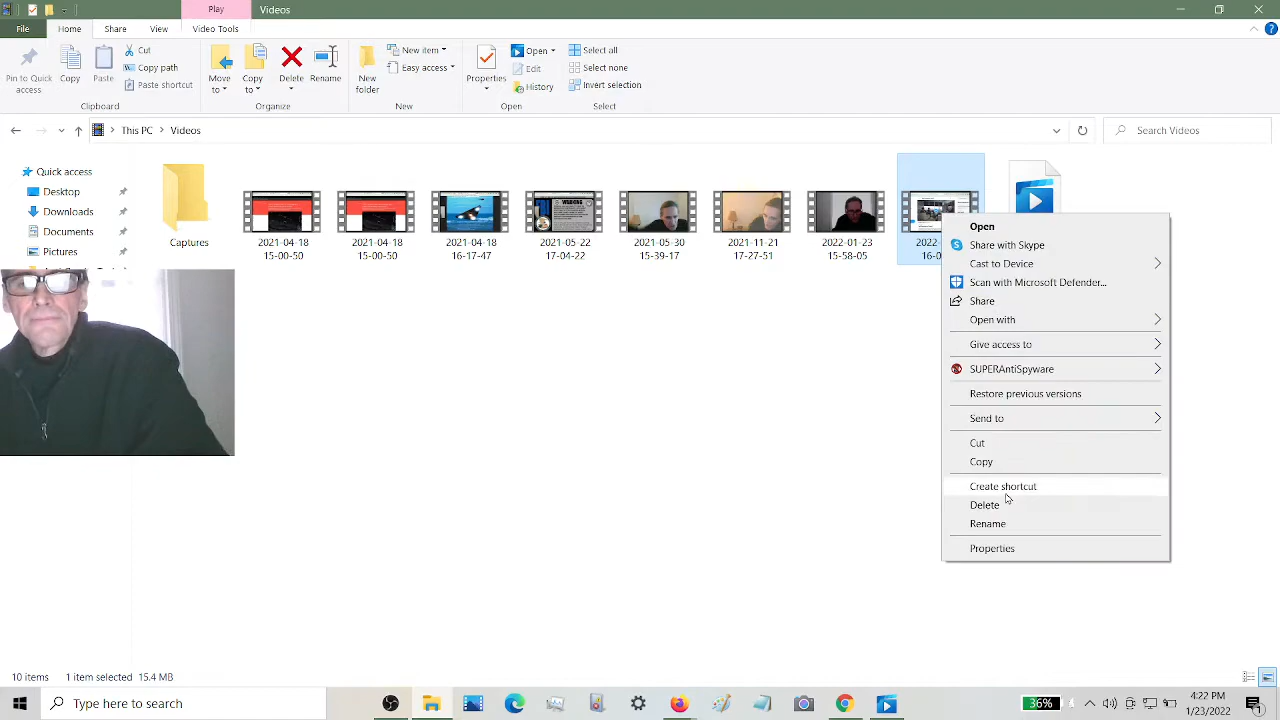 Play
Videos
File
Home
Share
View
Video Tools
Pin to Quick access
Copy
Paste
Cut
Copy path
Paste shortcut
Clipboard
Move to
Copy to
Delete
Rename
Organize
New folder
New item
Easy access
New
Properties
Open
Edit
History
Open
Select all
Select none
Invert selection
Select
This PC
Videos
Search Videos
Quick access
Desktop
Downloads
Documents
Pictures
Captures
2021-04-18 15-00-50
2021-04-18 15-00-50
2021-04-18 16-17-47
2021-05-22 17-04-22
2021-05-30 15-39-17
2021-11-21 17-27-51
2022-01-23 15-58-05
2022-
16-0
Open
Share with Skype
Cast to Device
Scan with Microsoft Defender...
Share
Open with
Give access to
SUPERAntiSpyware
Restore previous versions
Send to
Cut
Copy
Create shortcut
Delete
Rename
Properties
10 items
1 item selected
15.4 MB
Type here to search
36%
4:22 PM
1/23/2022
1